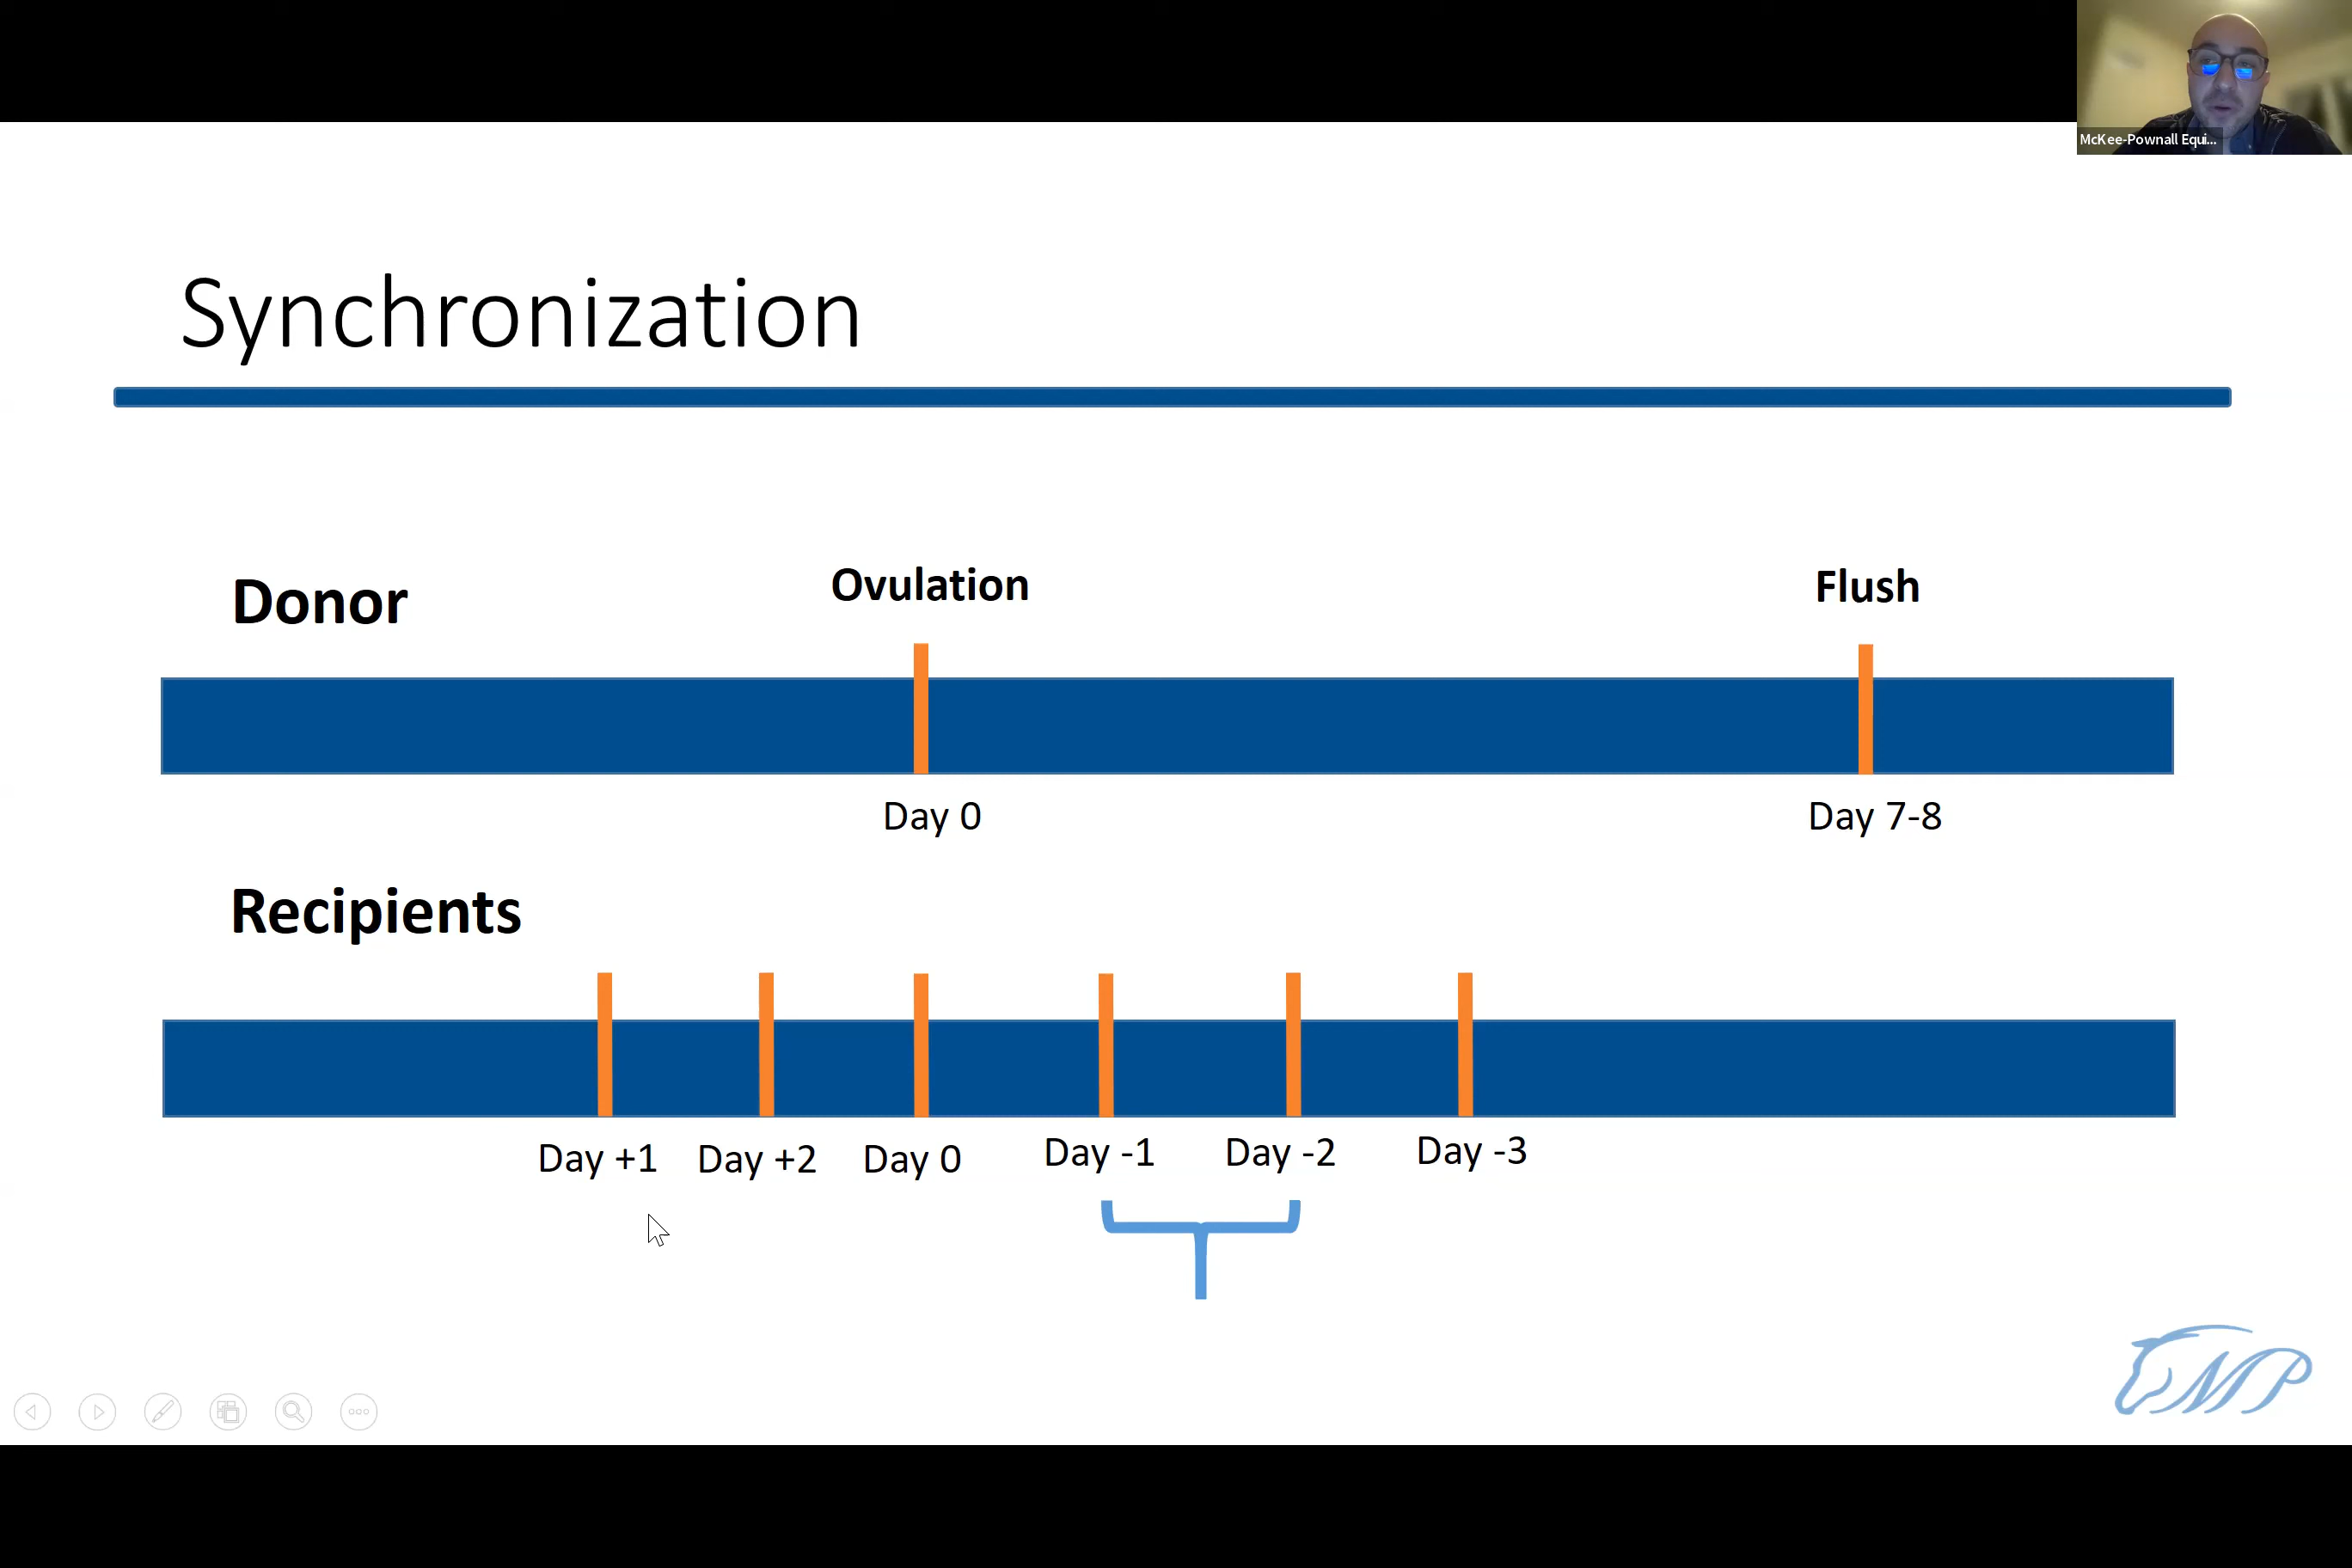 McKee-Pownall Equi...
Synchronization
Donor
Ovulation
Flush
Day 0
Day 7-8
Recipients
Day +1
Day +2
Day 0
Day -1
Day -2
Day -3
MP